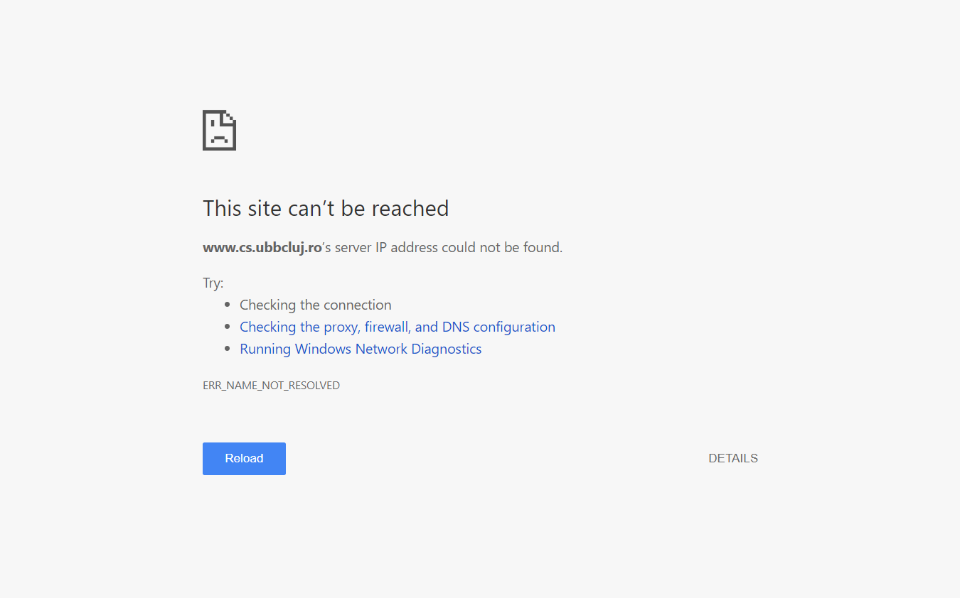 This site can’t be reached
www.cs.ubbcluj.ro's server IP address could not be found.
Try:
Checking the connection
Checking the proxy, firewall, and DNS configuration
Running Windows Network Diagnostics
ERR_NAME_NOT_RESOLVED
Reload
DETAILS